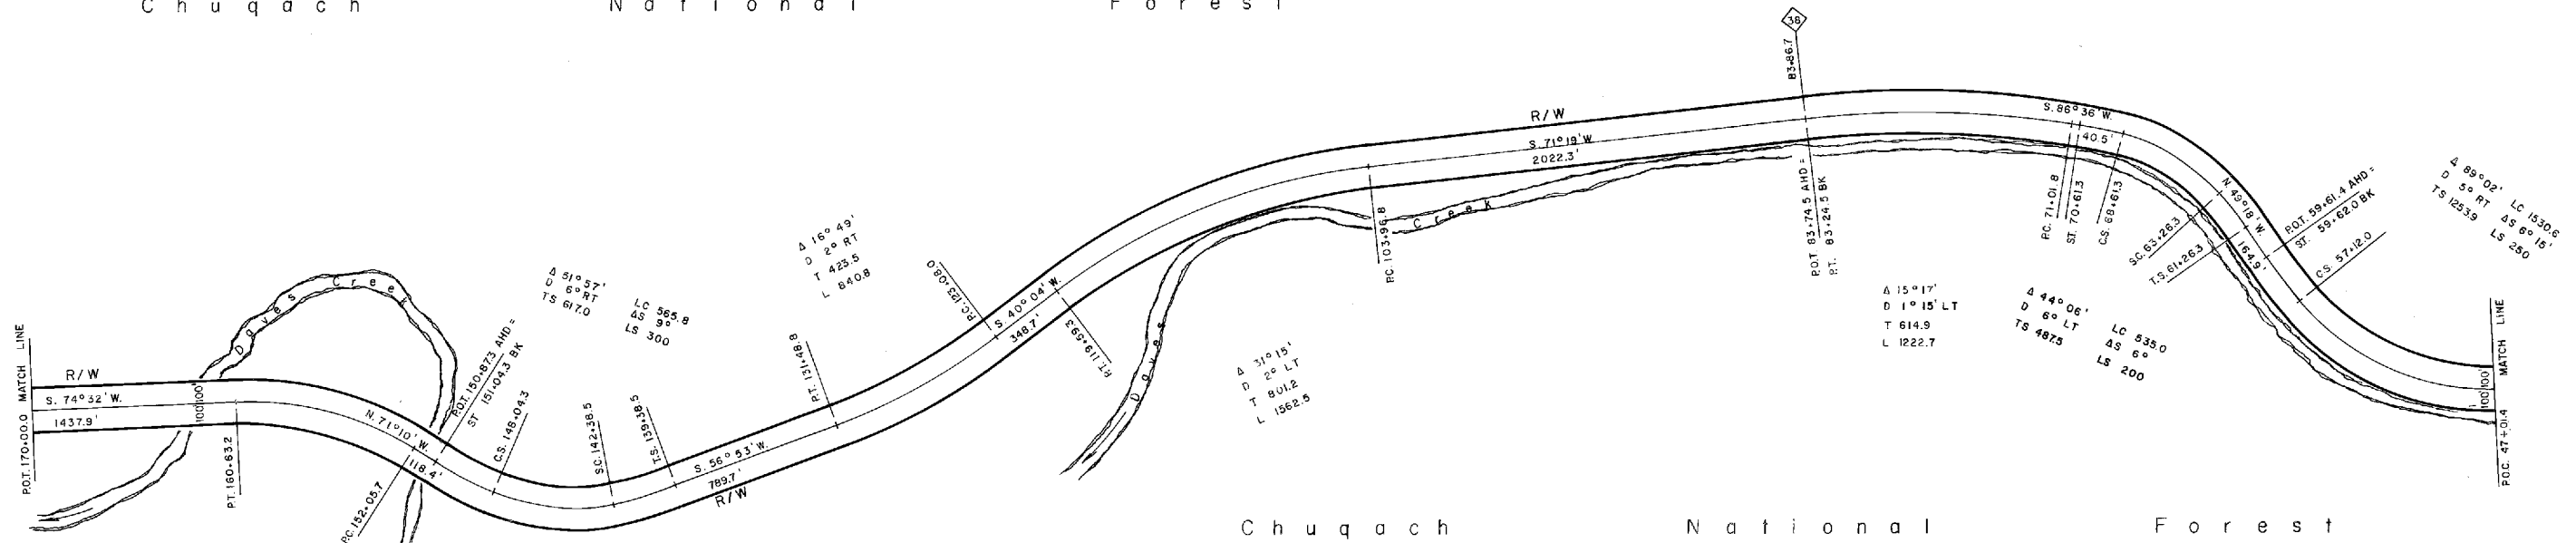 Chugach National Forest
38
83+86.7
R/W
S. 71°19' W.
2022.3'
S. 86°36' W.
40.5'
P.C. 71+01.8
S.T. 70+61.3
C.S. 68+61.3
P.O.T. 83+74.5 AHD =
P.T. 83+24.5 BK
P.C. 103+96.8
Creek
Daves
N. 49°18' W.
164.9'
S.C. 63+26.3
T.S. 61+26.3
P.O.T. 59+61.4 AHD =
S.T. 59+62.0 BK
C.S. 57+12.0
Δ 89°02' LC 1530.6
D 5° RT ΔS 6°15'
TS 1253.9 LS 250
Δ 15°17'
D 1°15' LT
T 614.9
L 1222.7
Δ 44°06' LC 535.0
D 6° LT ΔS 6°
TS 487.5 LS 200
100' 100'
MATCH LINE
P.O.C. 47+01.4
Δ 16°49'
D 2° RT
T 423.5
L 840.8
P.C. 123+08.0
S. 40°04' W.
348.7'
P.T. 119+59.3
Δ 31°15'
D 2° LT
T 801.2
L 1562.5
Δ 51°57' LC 565.8
D 6° RT ΔS 9°
TS 617.0 LS 300
P.T. 131+48.8
T.S. 139+38.5
S.C. 142+38.5
S. 56°53' W.
789.7'
R/W
C.S. 148+04.3
P.O.T. 150+87.3 AHD =
ST 151+04.3 BK
Daves Creek
N. 71°10' W.
118.4'
P.C. 152+05.7
P.T. 160+63.2
100' 100'
R/W
S. 74°32' W.
1437.9'
P.O.T. 170+00.0 MATCH LINE
Chugach National Forest